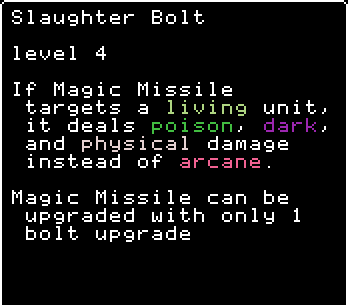 Slaughter Bolt
level 4
If Magic Missile
targets a living unit,
it deals poison, dark,
and physical damage
instead of arcane.
Magic Missile can be
upgraded with only 1
bolt upgrade